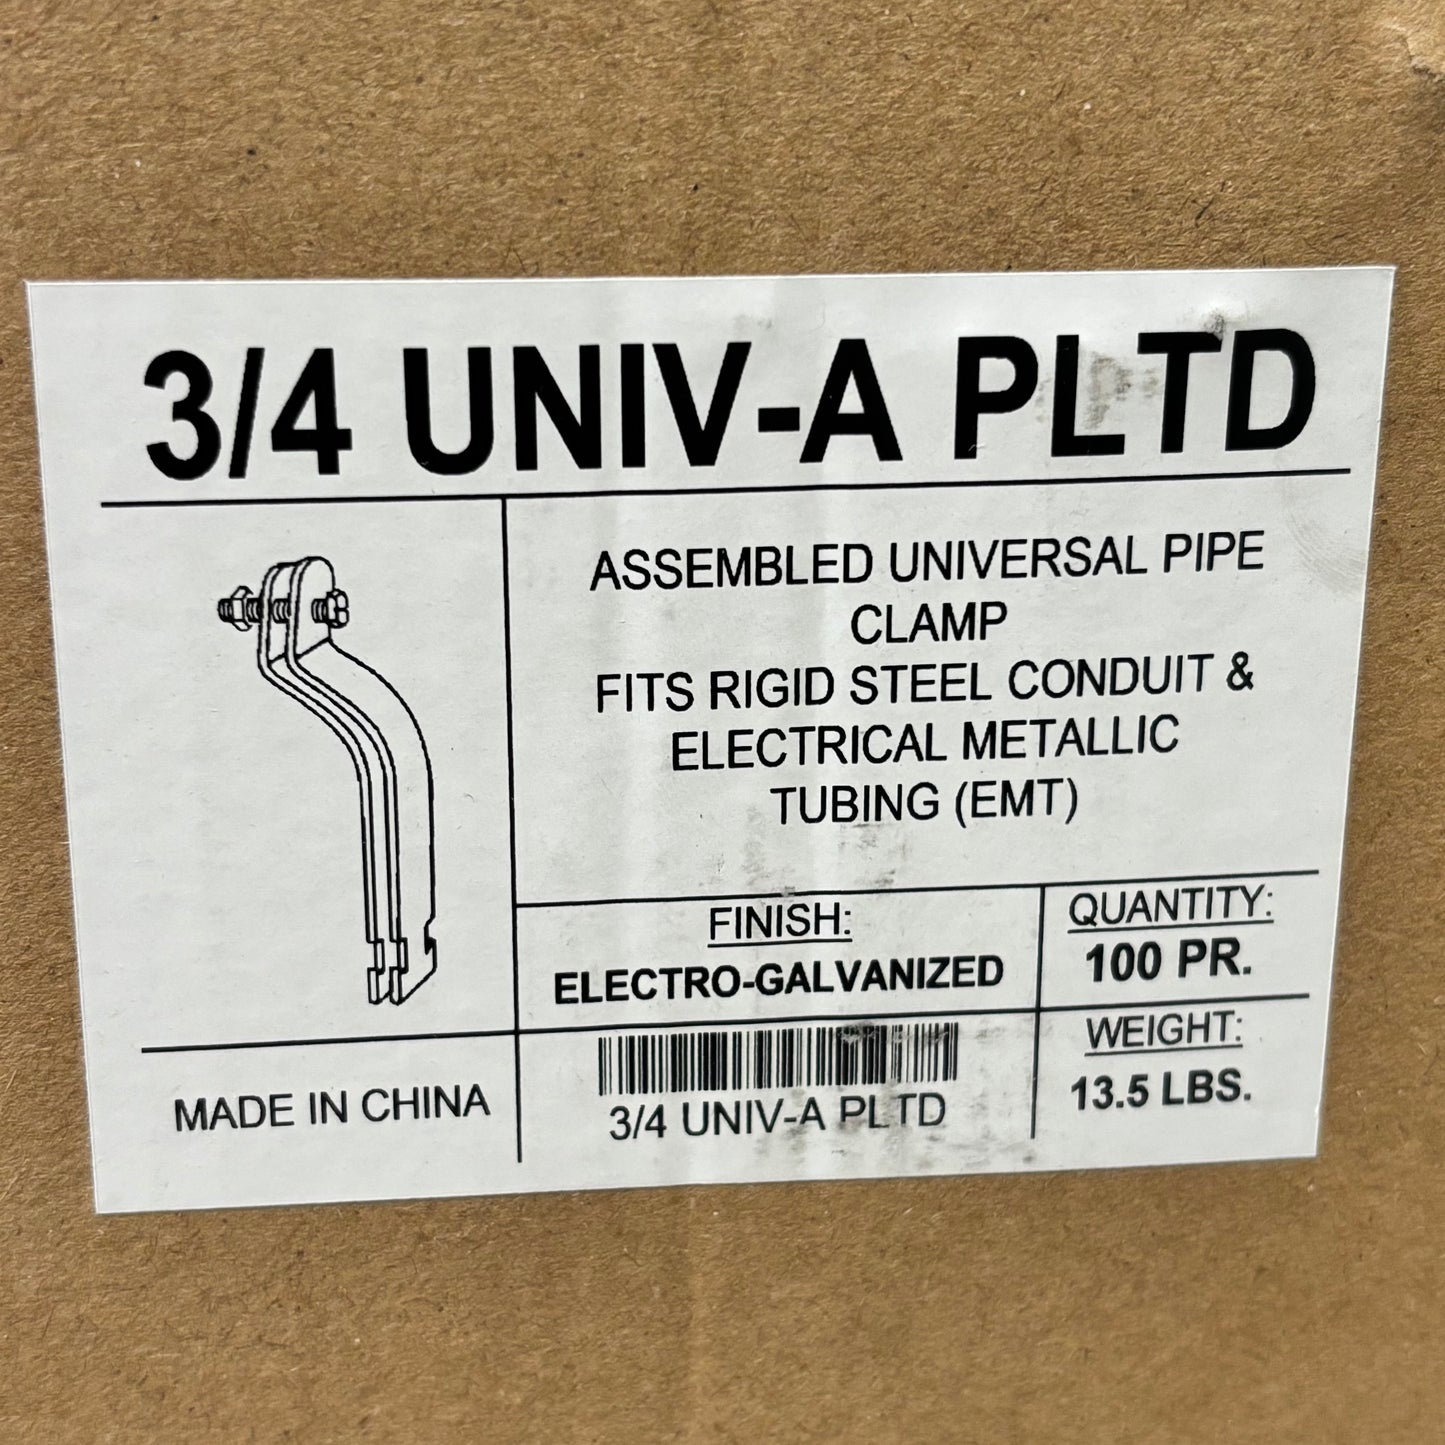 3/4 UNIV-A PLTD
ASSEMBLED UNIVERSAL PIPE
CLAMP
FITS RIGID STEEL CONDUIT &
ELECTRICAL METALLIC
TUBING (EMT)
FINISH:
ELECTRO-GALVANIZED
QUANTITY:
100 PR.
MADE IN CHINA
3/4 UNIV-A PLTD
WEIGHT:
13.5 LBS.